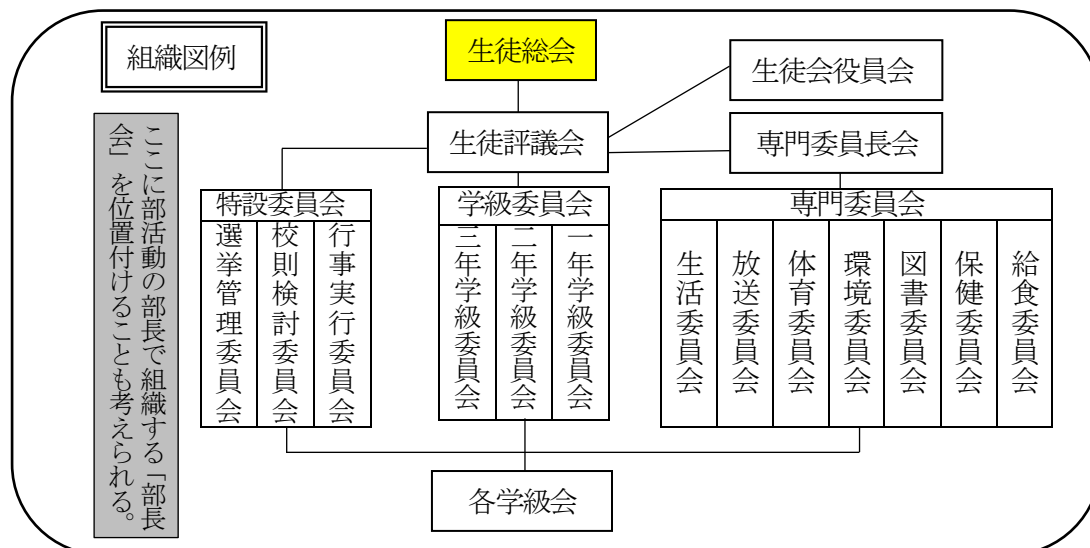 組織図例
生徒総会
生徒会役員会
生徒評議会
専門委員長会
ここに部活動の部長で組織する「部長
会」を位置付けることも考えられる。
特設委員会
行事実行委員会
校則検討委員会
選挙管理委員会
学級委員会
一年学級委員会
二年学級委員会
三年学級委員会
専門委員会
給食委員会
保健委員会
図書委員会
環境委員会
体育委員会
放送委員会
生活委員会
各学級会